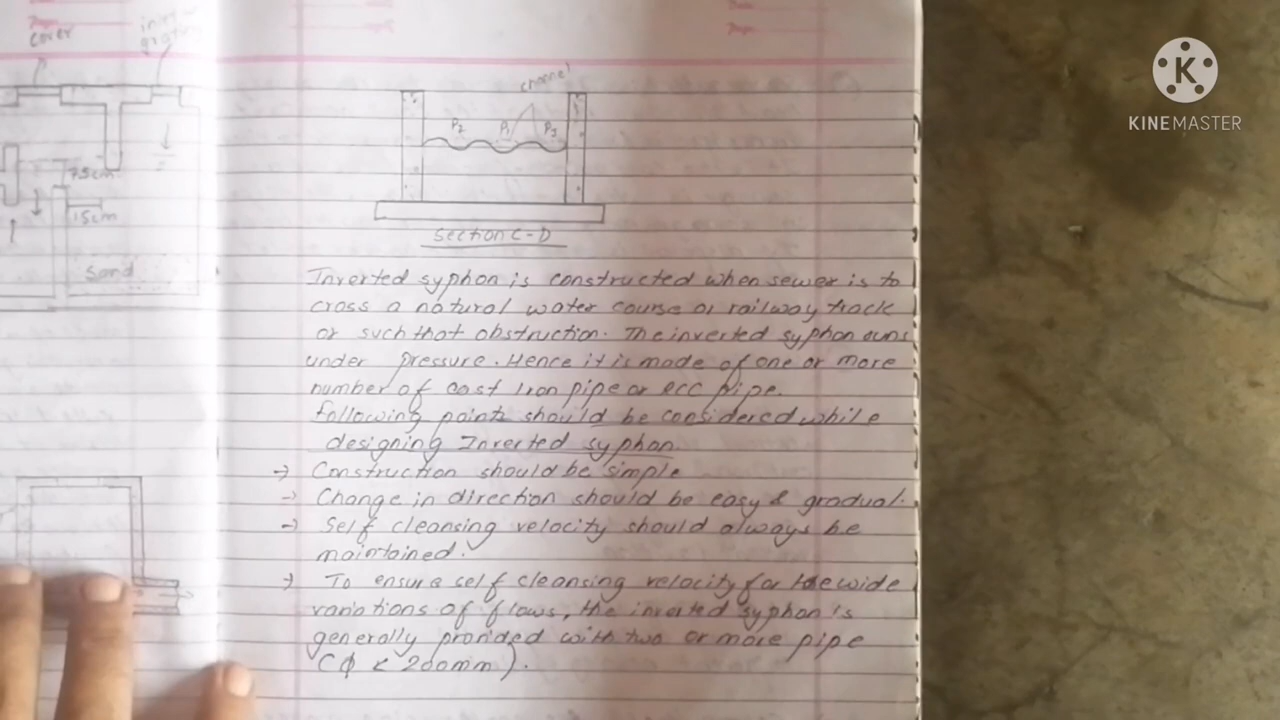 cover
inlet
grating
7.5cm
15cm
Sand
channel
P2 P1 P3
Section C-D
Inverted syphon is constructed when sewer is to
cross a natural water course or railway track
or such that obstruction. The inverted syphon runs
under pressure. Hence it is made of one or more
number of cast Iron pipe or RCC pipe.
Following points should be considered while
designing Inverted syphon.
→ Construction should be simple
→ Change in direction should be easy & gradual.
→ Self cleansing velocity should always be
maintained.
→ To ensure self cleansing velocity for the wide
variations of flows, the inverted syphon is
generally provided with two or more pipe
(ϕ < 200mm).
K
KINEMASTER